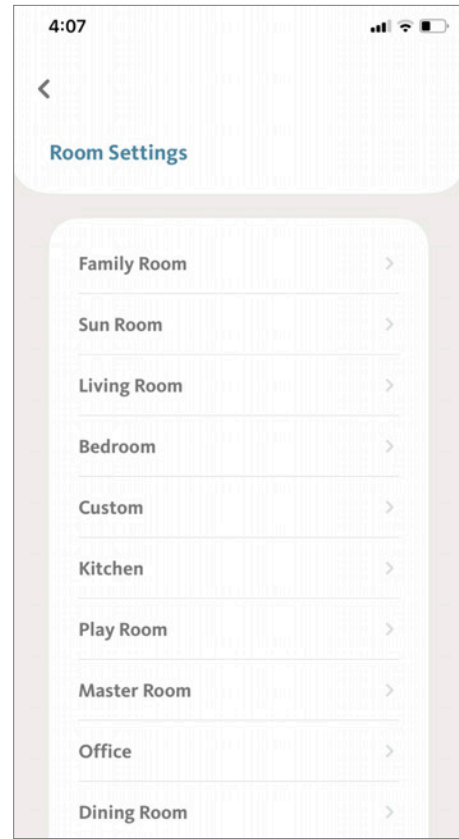 4:07
Room Settings
Family Room
Sun Room
Living Room
Bedroom
Custom
Kitchen
Play Room
Master Room
Office
Dining Room